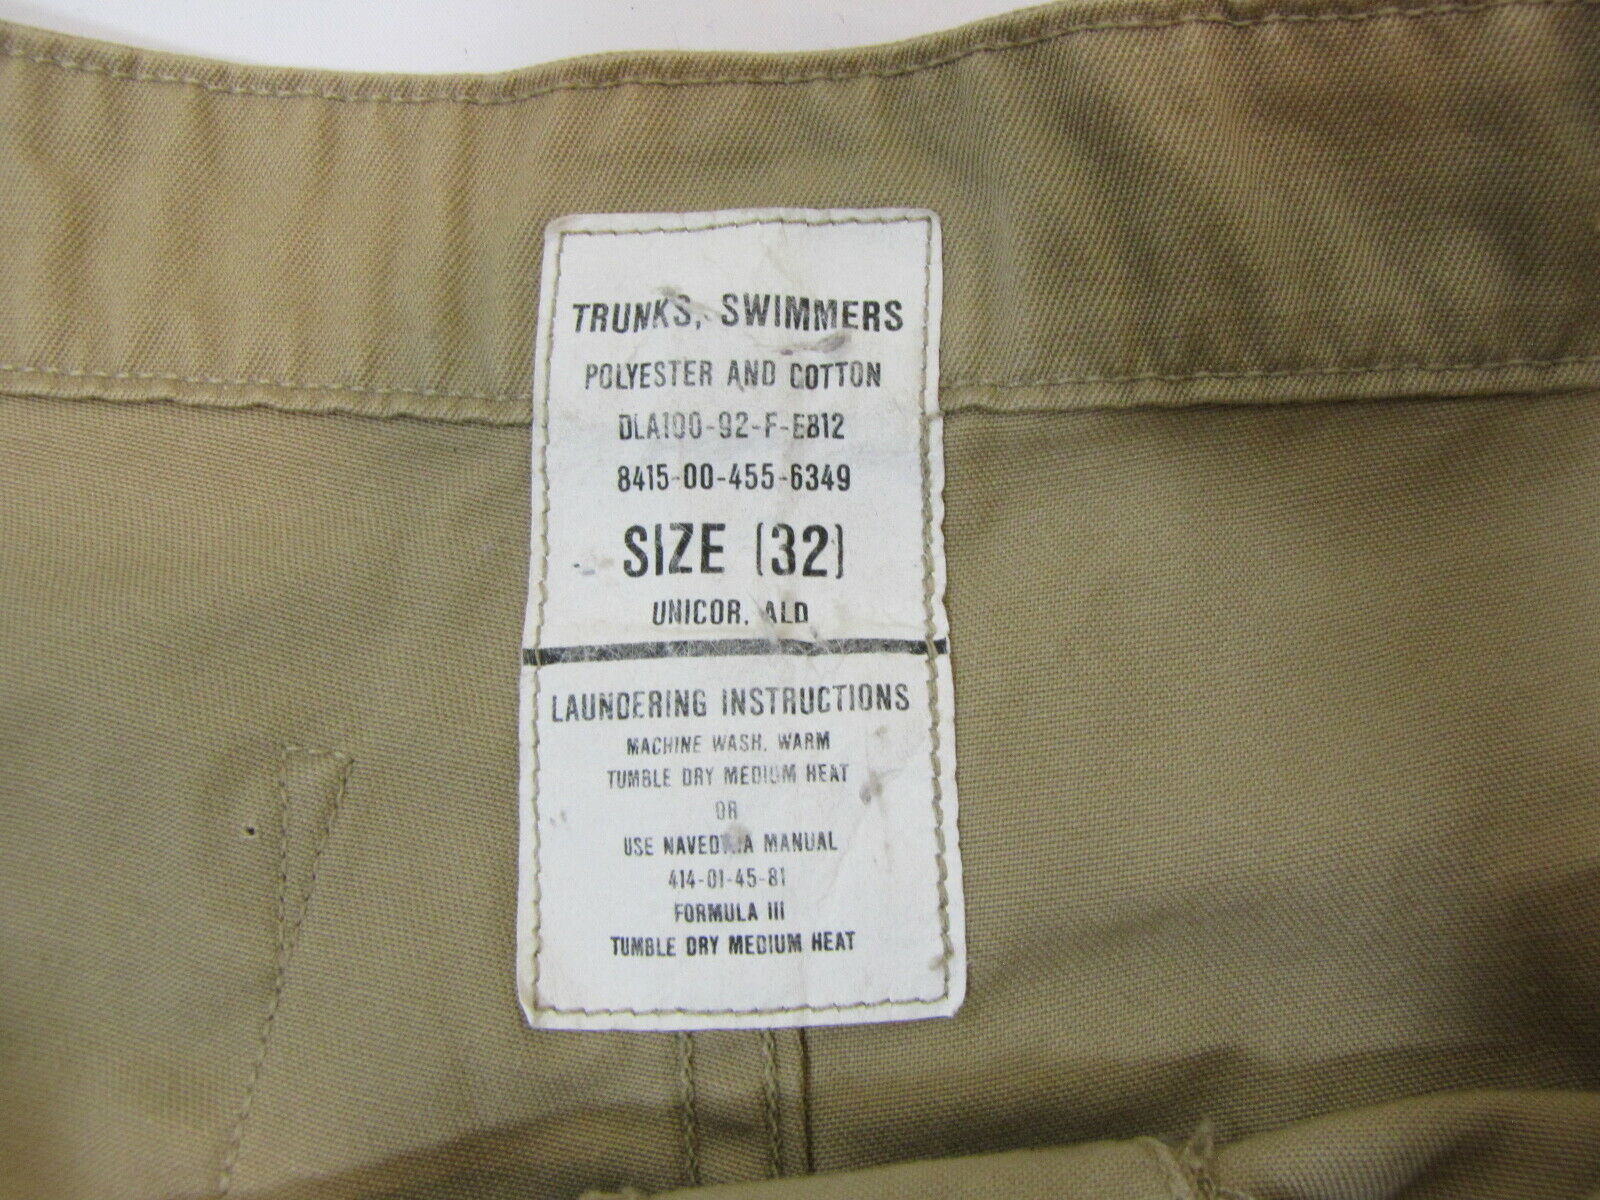 TRUNKS, SWIMMERS
POLYESTER AND COTTON
DLA100-92-F-E812
8415-00-455-6349
SIZE (32)
UNICOR, ALD
LAUNDERING INSTRUCTIONS
MACHINE WASH, WARM
TUMBLE DRY MEDIUM HEAT
OR
USE MANUAL
414-01-45-81
FORMULA III
TUMBLE DRY MEDIUM HEAT